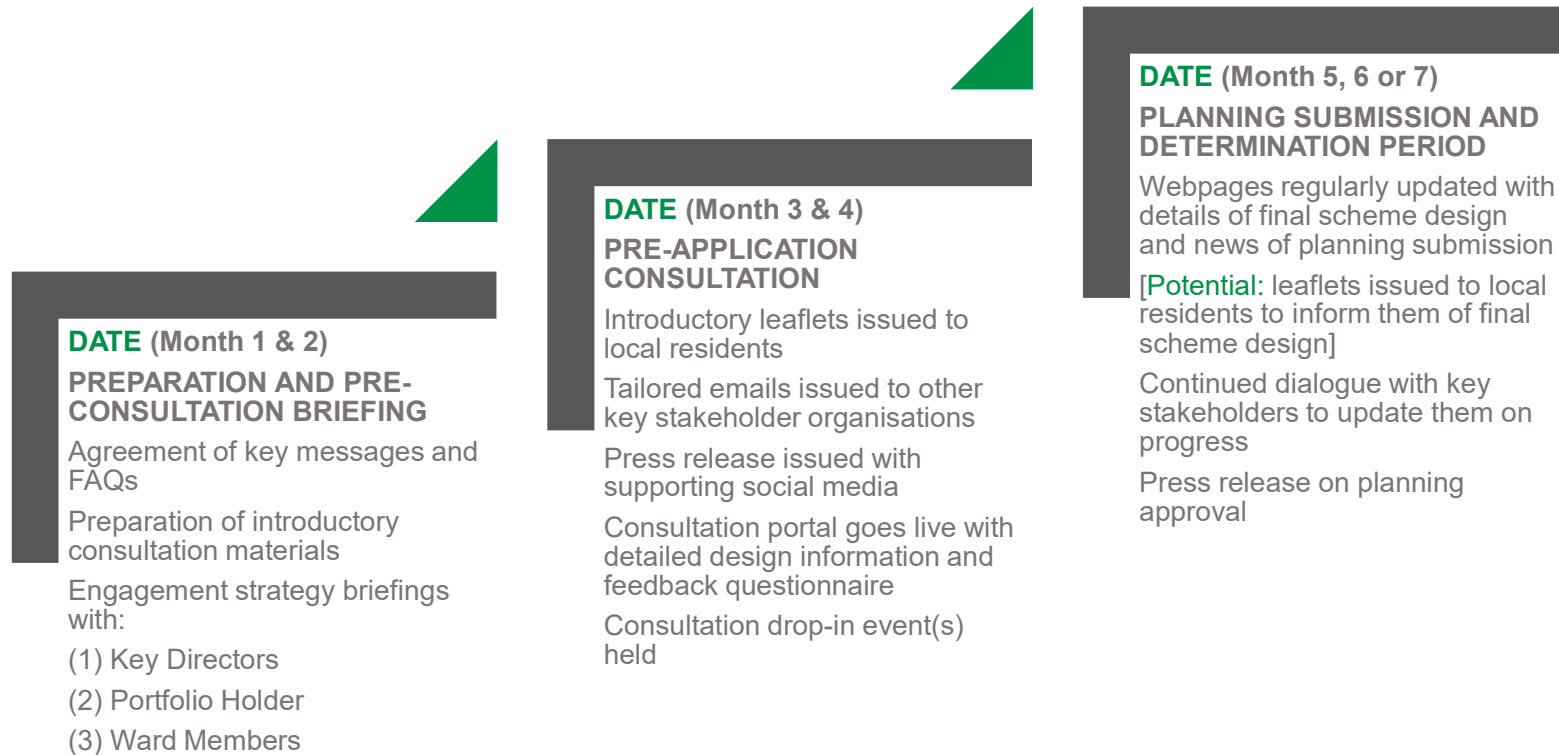 DATE (Month 1 & 2)
PREPARATION AND PRE-
CONSULTATION BRIEFING
Agreement of key messages and
FAQs
Preparation of introductory
consultation materials
Engagement strategy briefings
with:
(1) Key Directors
(2) Portfolio Holder
(3) Ward Members
DATE (Month 3 & 4)
PRE-APPLICATION
CONSULTATION
Introductory leaflets issued to
local residents
Tailored emails issued to other
key stakeholder organisations
Press release issued with
supporting social media
Consultation portal goes live with
detailed design information and
feedback questionnaire
Consultation drop-in event(s)
held
DATE (Month 5, 6 or 7)
PLANNING SUBMISSION AND
DETERMINATION PERIOD
Webpages regularly updated with
details of final scheme design
and news of planning submission
[Potential: leaflets issued to local
residents to inform them of final
scheme design]
Continued dialogue with key
stakeholders to update them on
progress
Press release on planning
approval